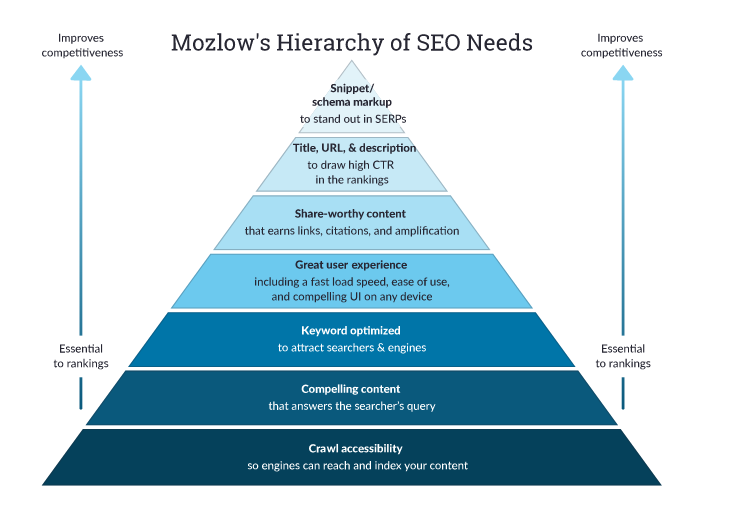 Mozlow's Hierarchy of SEO Needs
Improves
competitiveness
Improves
competitiveness
Snippet/
schema markup
to stand out in SERPs
Title, URL, & description
to draw high CTR
in the rankings
Share-worthy content
that earns links, citations, and amplification
Great user experience
including a fast load speed, ease of use,
and compelling UI on any device
Keyword optimized
to attract searchers & engines
Essential
to rankings
Essential
to rankings
Compelling content
that answers the searcher's query
Crawl accessibility
so engines can reach and index your content